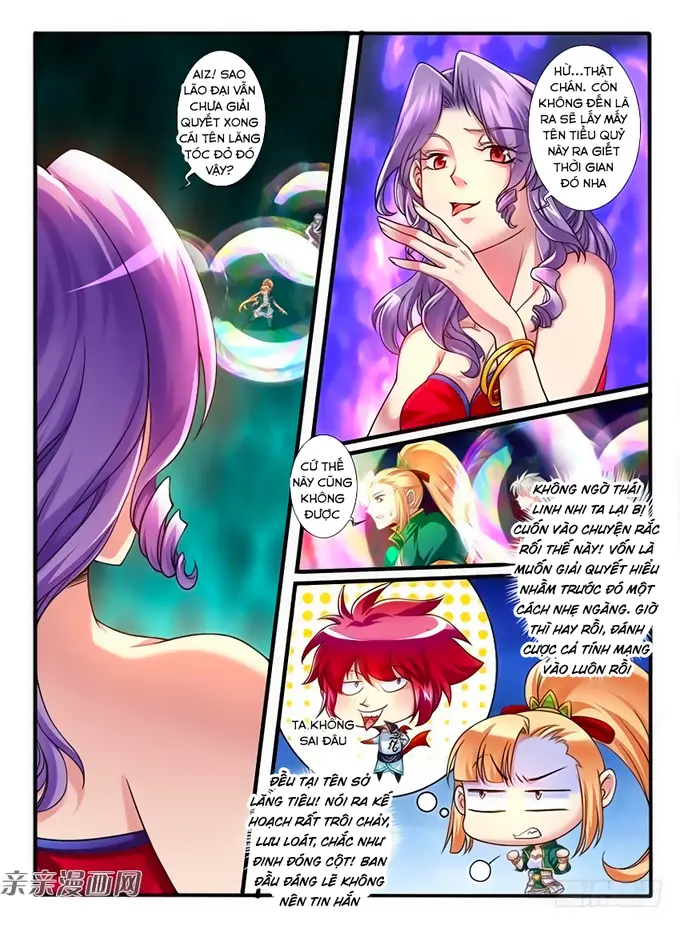 AIZ! SAO
LÃO ĐẠI VẪN
CHƯA GIẢI
QUYẾT XONG
CÁI TÊN LĂNG
TÓC ĐỎ ĐÓ
VẬY?
HỪ...THẬT
CHÁN. CÒN
KHÔNG ĐẾN LÀ
RA SẼ LẤY MẤY
TÊN TIỂU QUỶ
NÀY RA GIẾT
THỜI GIAN
ĐÓ NHA
CỨ THẾ
NÀY CŨNG
KHÔNG
ĐƯỢC
KHÔNG NGỜ THÁI
LINH NHI TA LẠI BỊ
CUỐN VÀO CHUYỆN RẮC
RỐI THẾ NÀY! VỐN LÀ
MUỐN GIẢI QUYẾT HIỂU
NHẦM TRƯỚC ĐÓ MỘT
CÁCH NHẸ NGÀNG. GIỜ
THÌ HAY RỒI, ĐÁNH
CƯỢC CẢ TÍNH MẠNG
VÀO LUÔN RỒI
TA KHÔNG
SAI ĐÂU
ĐỀU TẠI TÊN SỞ
LĂNG TIÊU! NÓI RA KẾ
HOẠCH RẤT TRÔI CHẢY,
LƯU LOÁT, CHẮC NHƯ
ĐINH ĐÓNG CỘT! BAN
ĐẦU ĐÁNG LẼ KHÔNG
NÊN TIN HẮN
亲亲漫画网